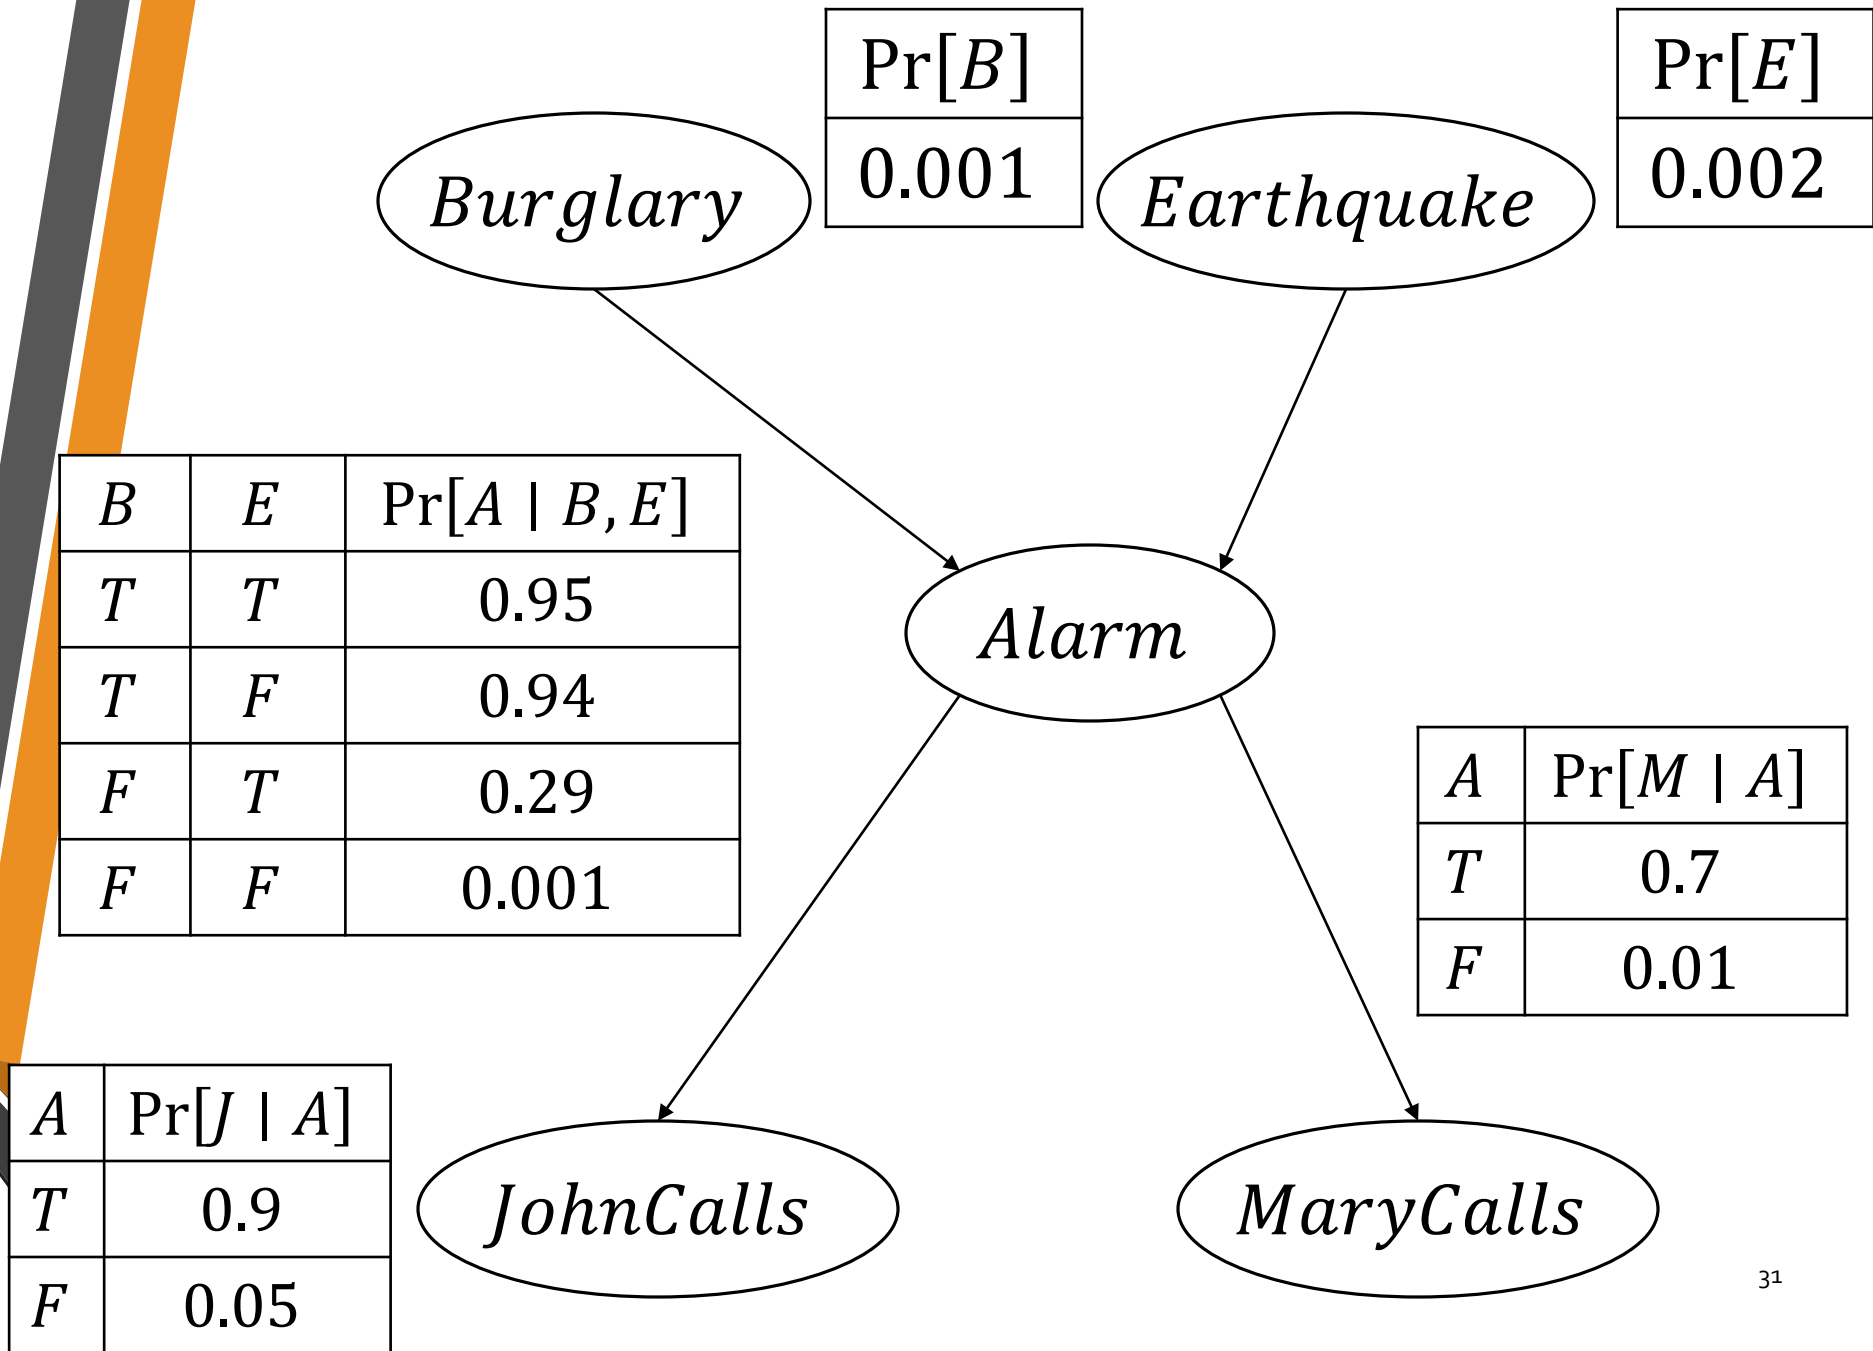 Pr[B]
0.001
Pr[E]
0.002
Burglary
Earthquake
B E Pr[A | B, E]
T T 0.95
T F 0.94
F T 0.29
F F 0.001
Alarm
A Pr[M | A]
T 0.7
F 0.01
A Pr[J | A]
T 0.9
F 0.05
JohnCalls
MaryCalls
31